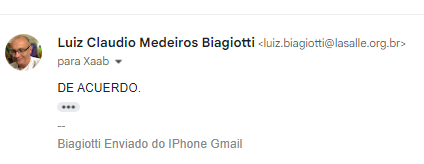 Luiz Claudio Medeiros Biagiotti <luiz.biagiotti@lasalle.org.br>
para Xaab
DE ACUERDO.
--
Biagiotti Enviado do IPhone Gmail